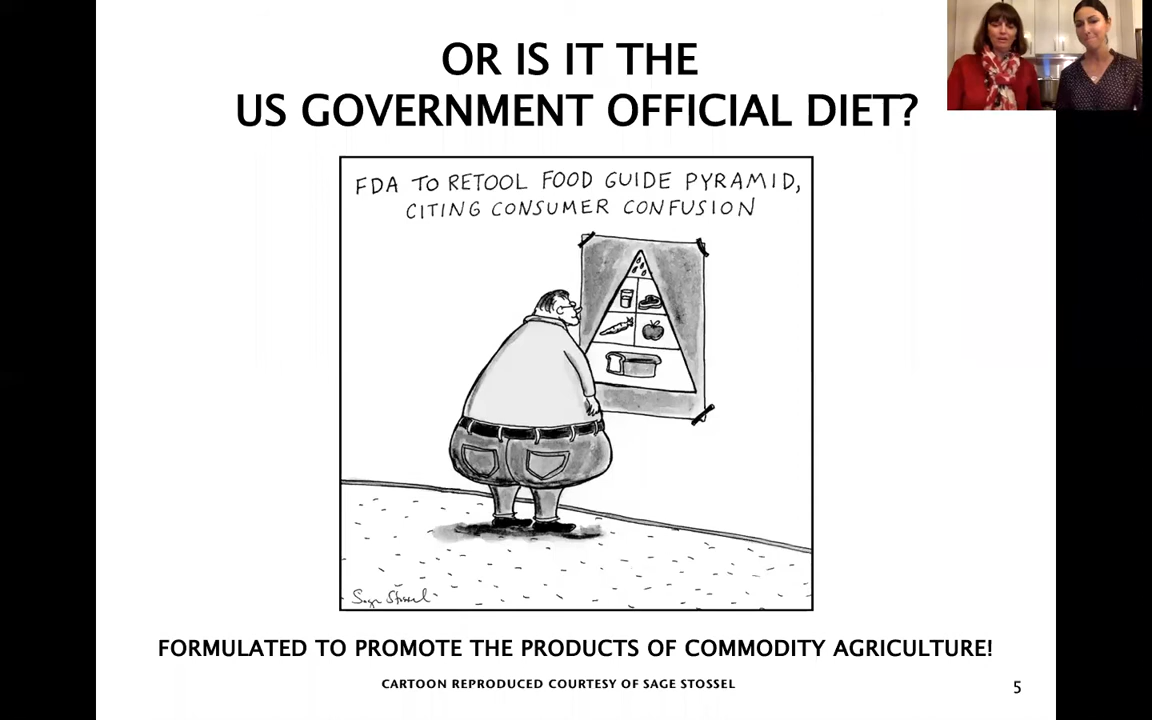 OR IS IT THE
US GOVERNMENT OFFICIAL DIET?
FDA TO RETOOL FOOD GUIDE PYRAMID,
CITING CONSUMER CONFUSION
Sage Stossel
FORMULATED TO PROMOTE THE PRODUCTS OF COMMODITY AGRICULTURE!
CARTOON REPRODUCED COURTESY OF SAGE STOSSEL
5